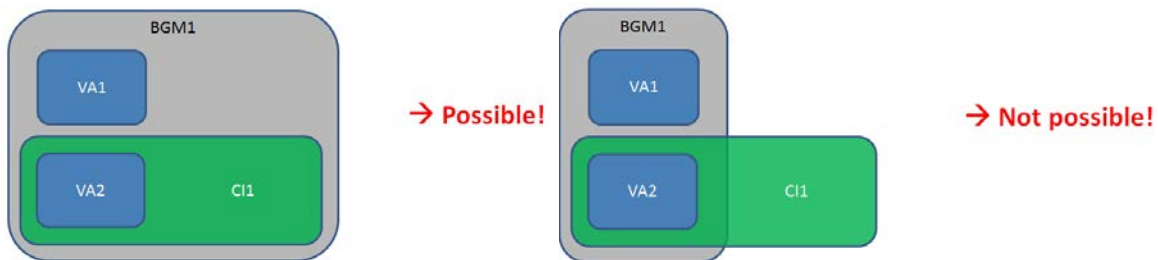 BGM1
VA1
VA2
CI1
→ Possible!
BGM1
VA1
VA2
CI1
→ Not possible!